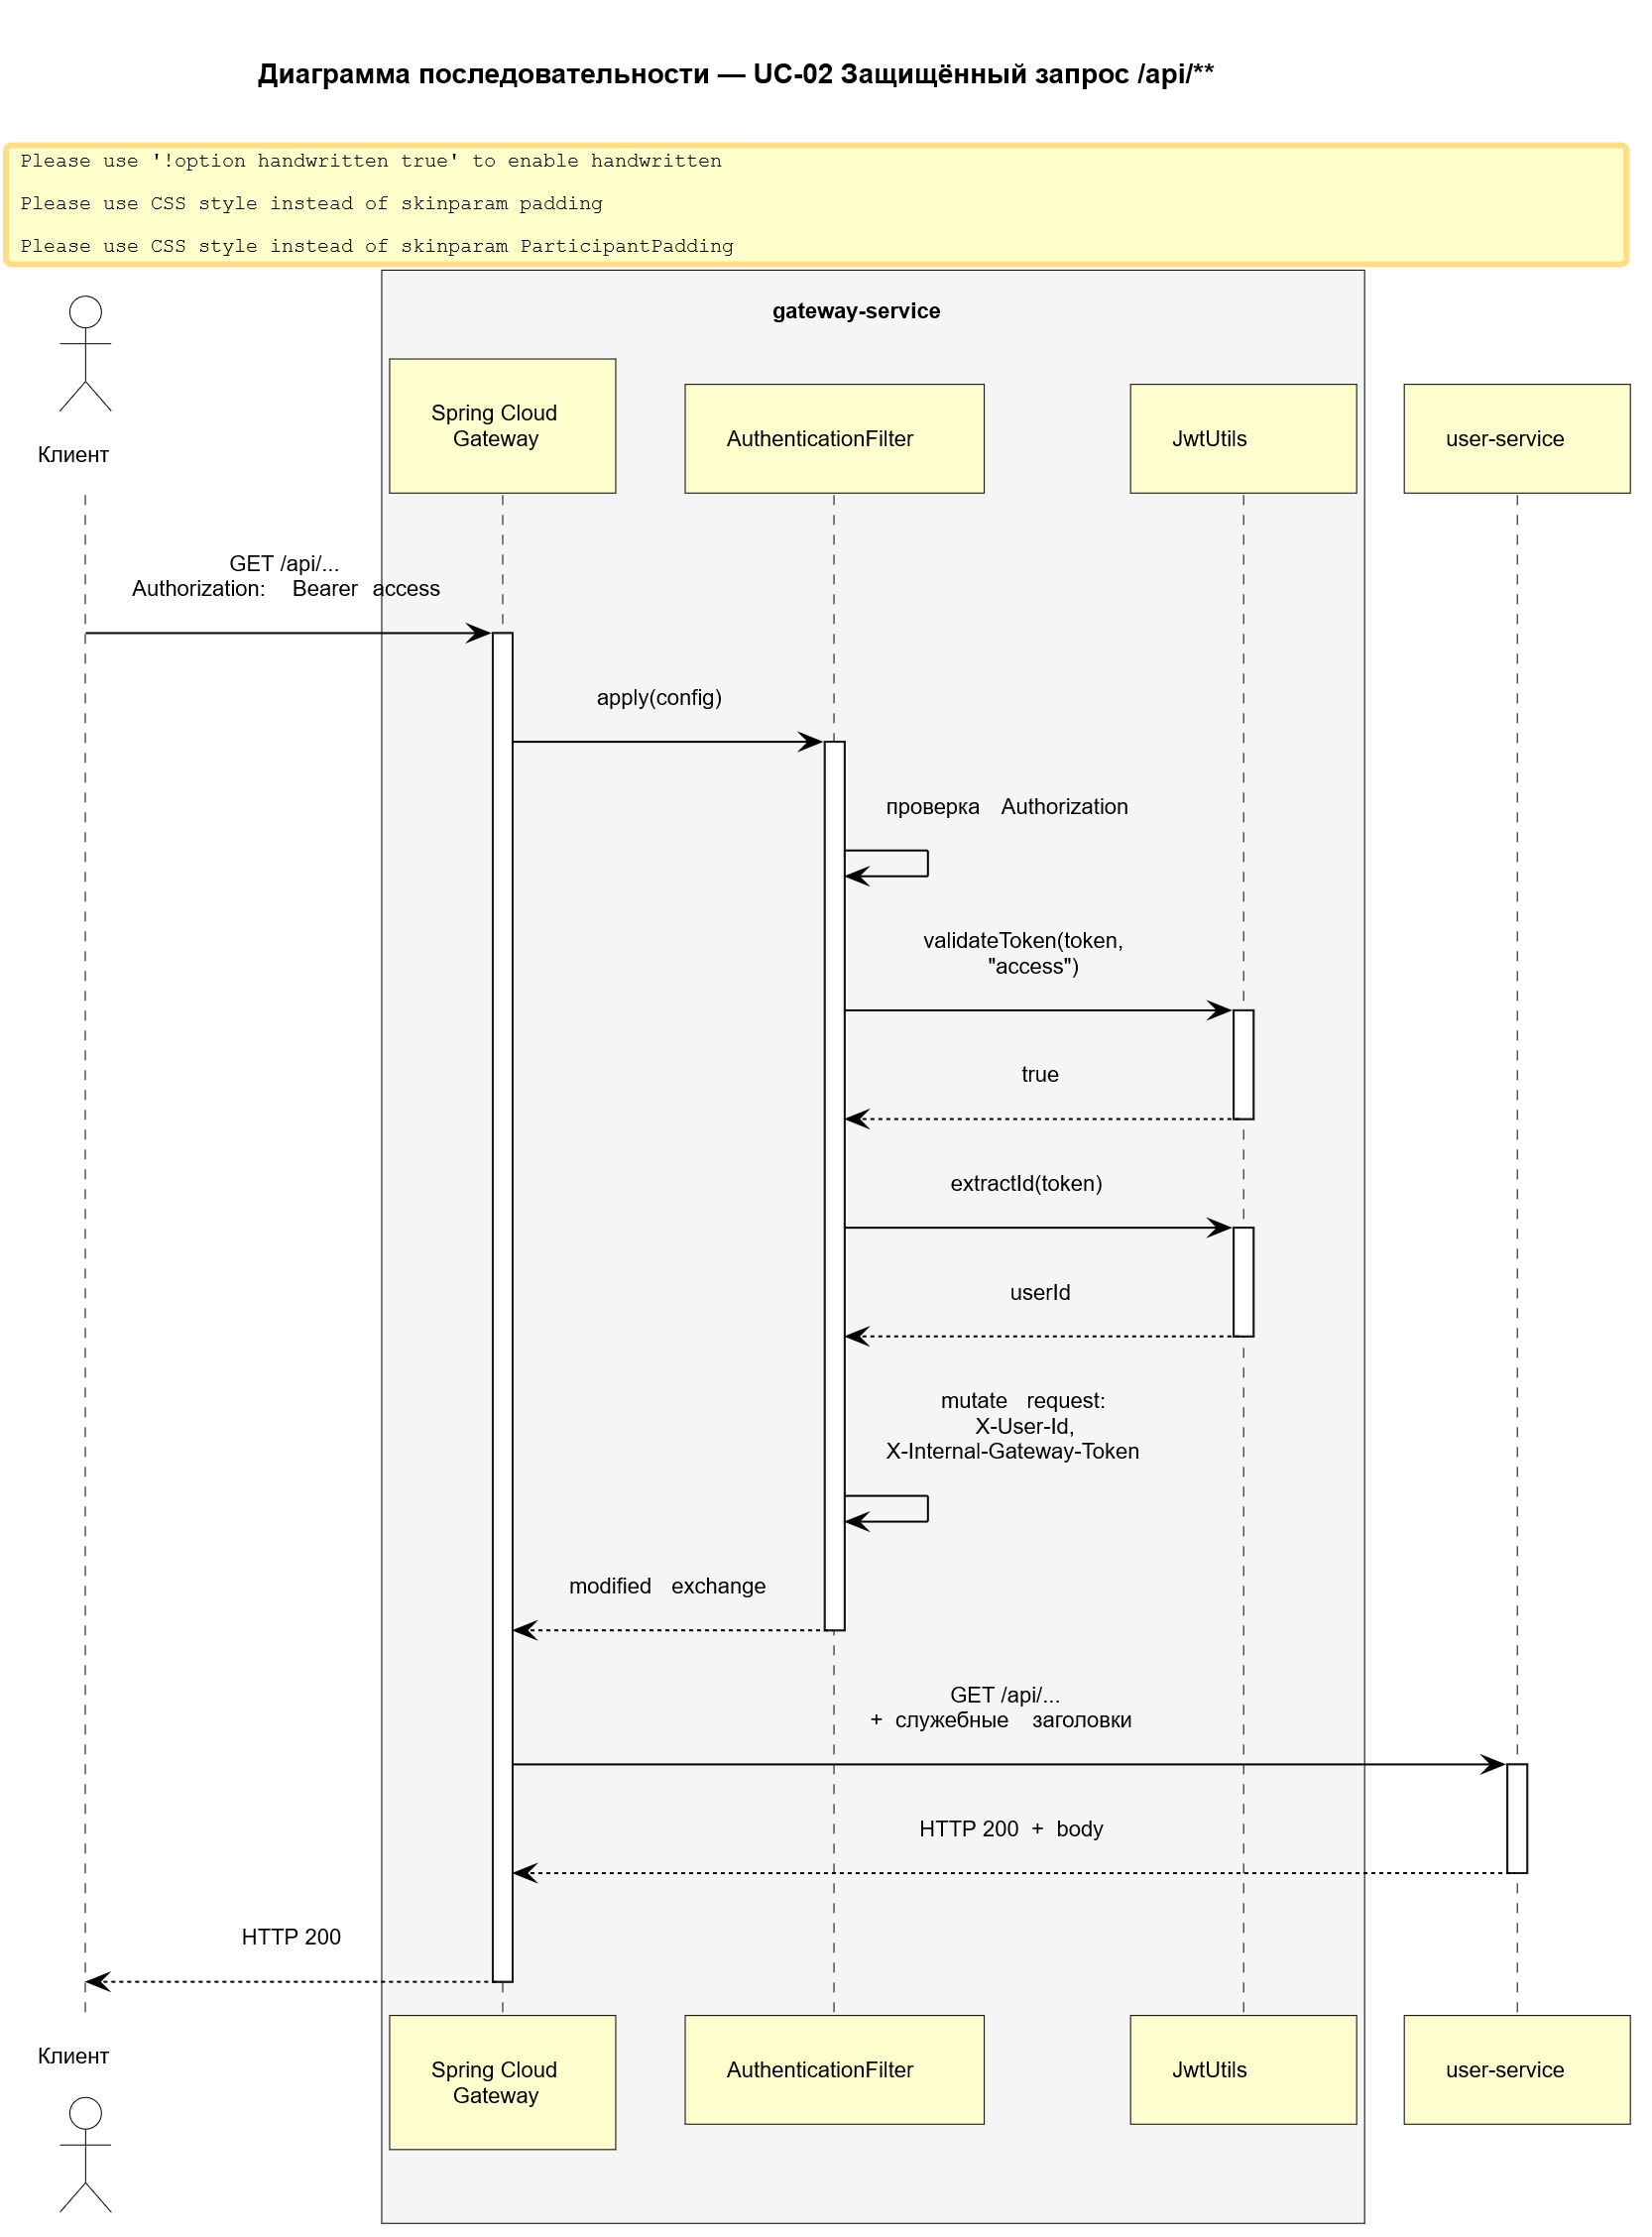 Диаграмма последовательности — UC-02 Защищённый запрос /api/**
Please use '!option handwritten true' to enable handwritten
Please use CSS style instead of skinparam padding
Please use CSS style instead of skinparam ParticipantPadding
gateway-service
Клиент
Spring Cloud
Gateway
AuthenticationFilter
JwtUtils
user-service
GET /api/...
Authorization: Bearer access
apply(config)
проверка Authorization
validateToken(token,
"access")
true
extractId(token)
userId
mutate request:
X-User-Id,
X-Internal-Gateway-Token
modified exchange
GET /api/...
+ служебные заголовки
HTTP 200 + body
HTTP 200
Клиент
Spring Cloud
Gateway
AuthenticationFilter
JwtUtils
user-service